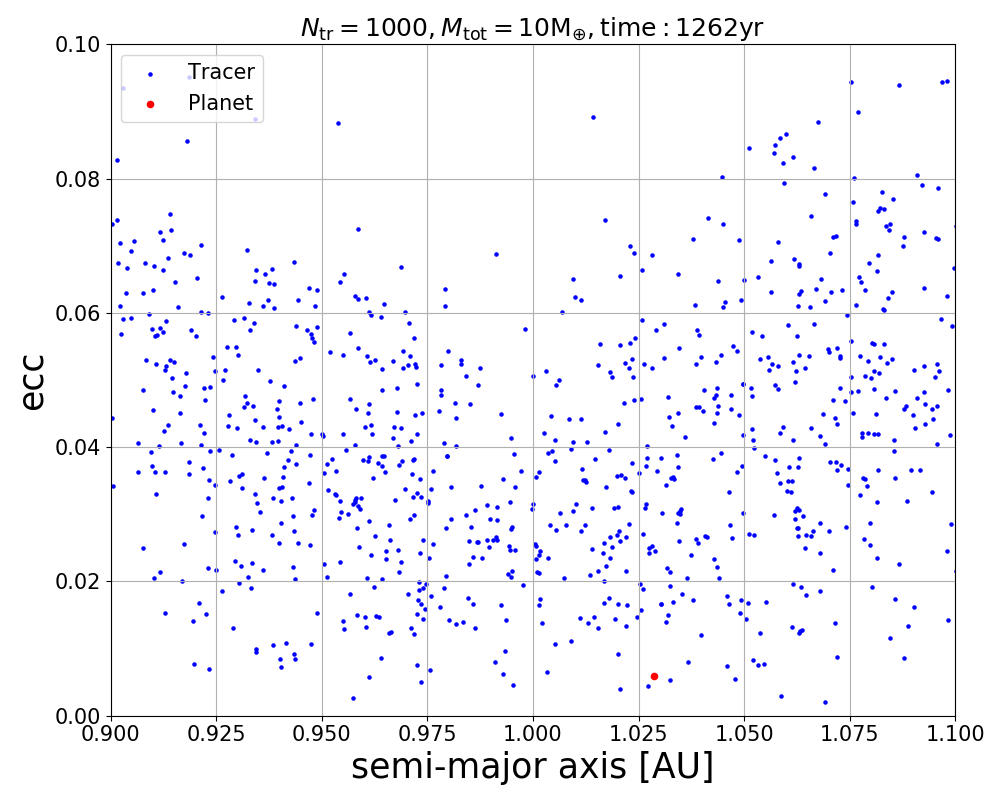 N_tr = 1000, M_tot = 10M_⊕, time : 1262yr
Tracer
Planet
ecc
0.10
0.08
0.06
0.04
0.02
0.00
0.900 0.925 0.950 0.975 1.000 1.025 1.050 1.075 1.100
semi-major axis [AU]